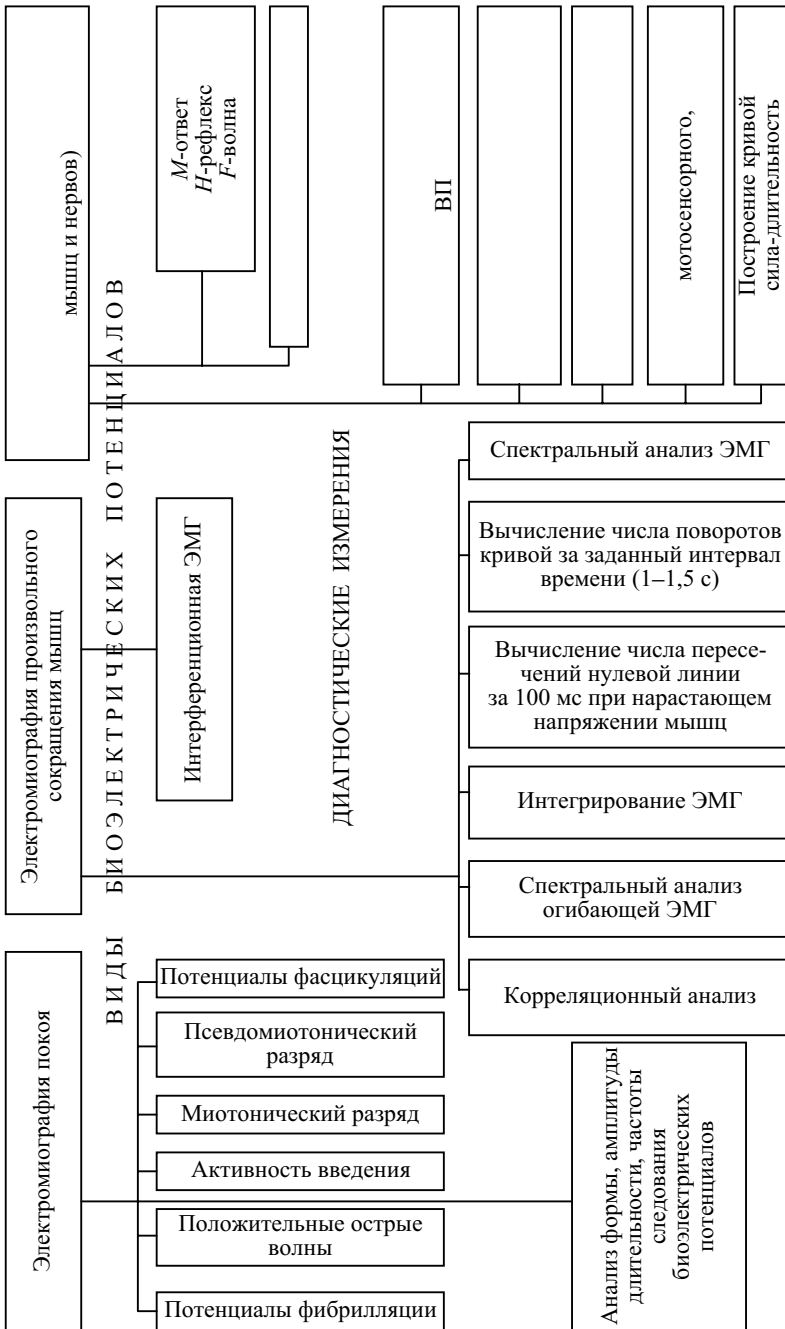 Электромиография покоя
Электромиография произвольного
сокращения мышц
мышц и нервов)
ВИДЫ БИОЭЛЕКТРИЧЕСКИХ ПОТЕНЦИАЛОВ
Потенциалы фибрилляции
Положительные острые
волны
Активность введения
Миотонический разряд
Псевдомиотонический
разряд
Потенциалы фасцикуляций
Интерференционная ЭМГ
М-ответ
Н-рефлекс
F-волна
ДИАГНОСТИЧЕСКИЕ ИЗМЕРЕНИЯ
Анализ формы, амплитуды
длительности, частоты
следования
биоэлектрических
потенциалов
Корреляционный анализ
Спектральный анализ
огибающей ЭМГ
Интегрирование ЭМГ
Вычисление числа пересе-
чений нулевой линии
за 100 мс при нарастающем
напряжении мышц
Вычисление числа поворотов
кривой за заданный интервал
времени (1–1,5 с)
Спектральный анализ ЭМГ
ВП
мотосенсорного,
Построение кривой
сила-длительность